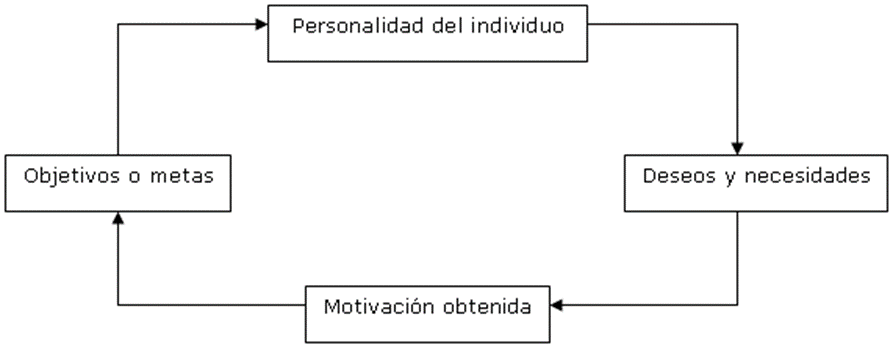 Personalidad del individuo
Objetivos o metas
Deseos y necesidades
Motivación obtenida